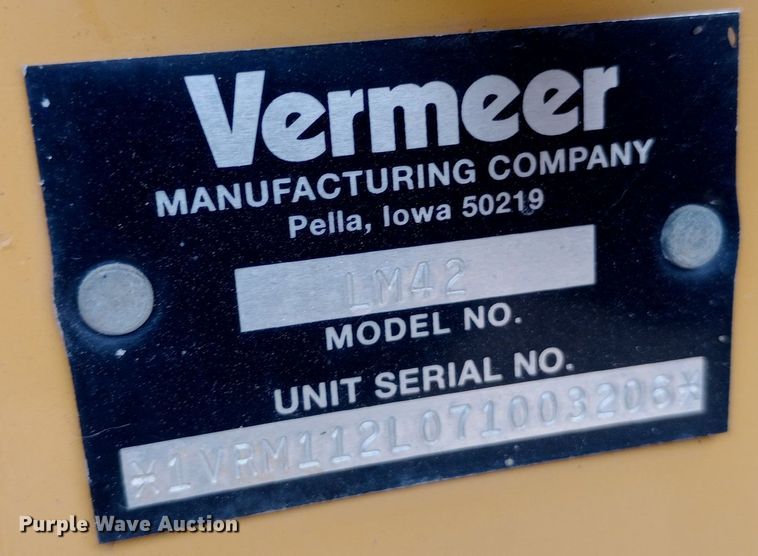 Vermeer
MANUFACTURING COMPANY
Pella, Iowa 50219
LM42
MODEL NO.
UNIT SERIAL NO.
*1VRM112L071003206*
Purple Wave Auction